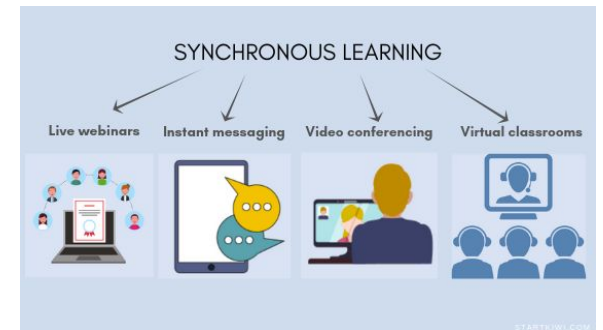 SYNCHRONOUS LEARNING
Live webinars
Instant messaging
Video conferencing
Virtual classrooms